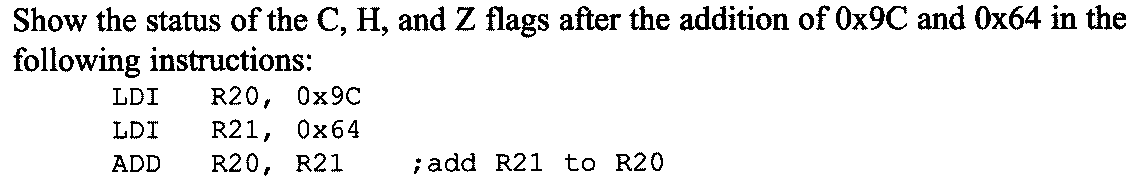 Show the status of the C, H, and Z flags after the addition of 0x9C and 0x64 in the
following instructions:
LDI R20, 0x9C
LDI R21, 0x64
ADD R20, R21 ;add R21 to R20